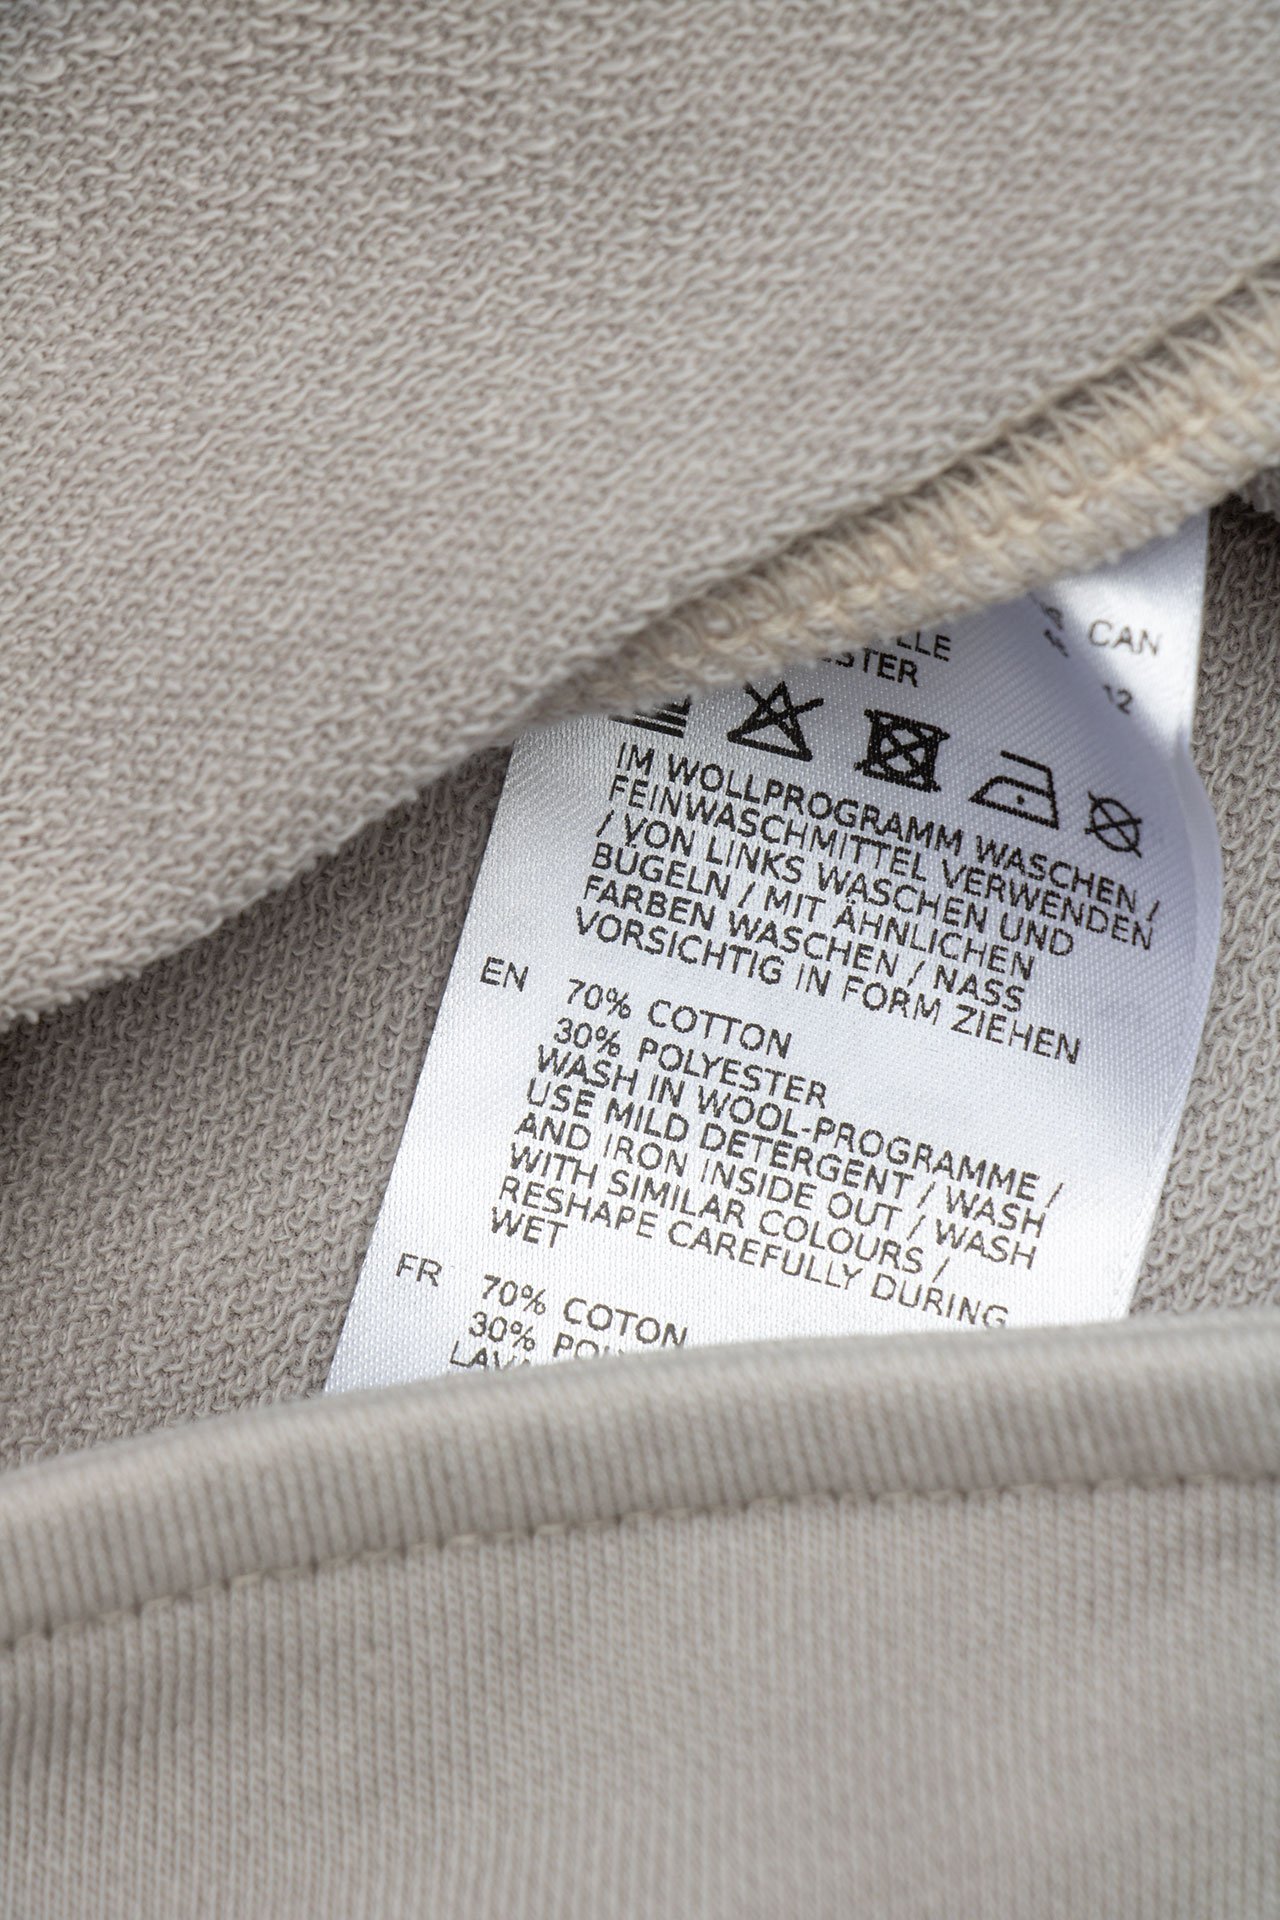 CAN
12
IM WOLLPROGRAMM WASCHEN /
FEINWASCHMITTEL VERWENDEN
/ VON LINKS WASCHEN UND
BÜGELN / MIT ÄHNLICHEN
FARBEN WASCHEN / NASS
VORSICHTIG IN FORM ZIEHEN
EN 70% COTTON
30% POLYESTER
WASH IN WOOL-PROGRAMME /
USE MILD DETERGENT / WASH
AND IRON INSIDE OUT / WASH
WITH SIMILAR COLOURS /
RESHAPE CAREFULLY DURING
WET
FR 70% COTON
30%